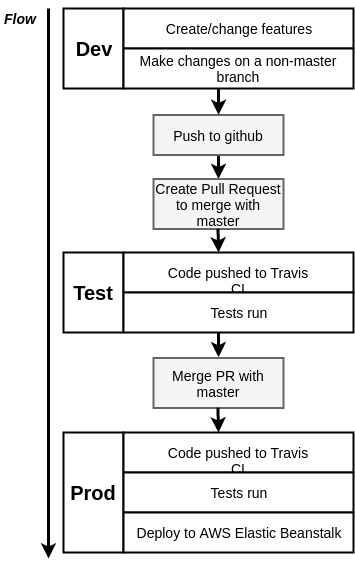 Flow
Dev
Create/change features
Make changes on a non-master
branch
Push to github
Create Pull Request
to merge with
master
Test
Code pushed to Travis
CI
Tests run
Merge PR with
master
Prod
Code pushed to Travis
CI
Tests run
Deploy to AWS Elastic Beanstalk